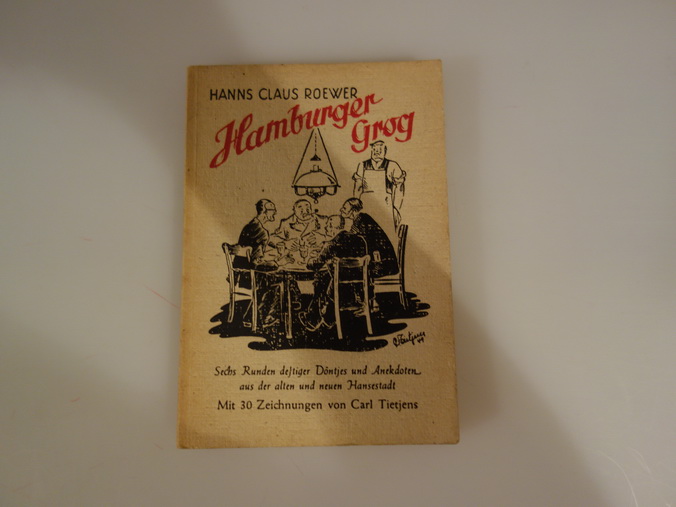 HANNS CLAUS ROEWER
Hamburger
Grog
Sechs Runden deftiger Döntjes und Anekdoten
aus der alten und neuen Hansestadt
Mit 30 Zeichnungen von Carl Tietjens